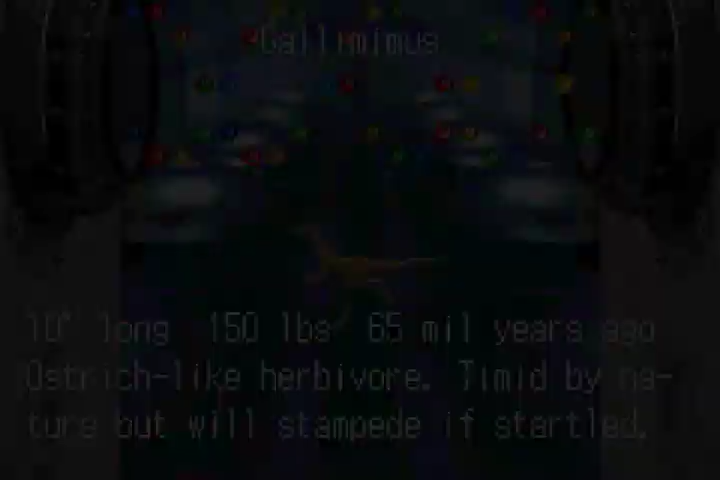 Gallimimus
10' long 150 lbs 65 mil years ago
Ostrich-like herbivore. Timid by na-
ture but will stampede if startled.